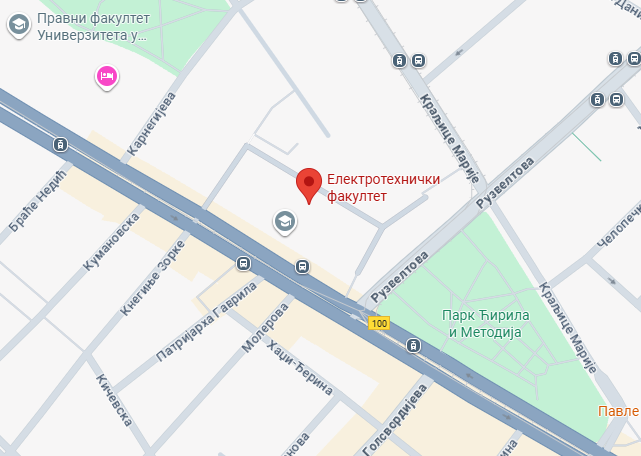 Правни факултет
Универзитета у...
Дани
Карнегијева
Краљице Марије
Електротехнички
факултет
Рузвелтова
Браће Недић
Кумановска
Кнегиње Зорке
Челопечка
Рузвелтова
Патријарха Гаврила
Молерова
100
Парк Ћирила
и Методија
Краљице Марије
Хаџи-Ђерина
Кичевска
Голсвордијева
Павле